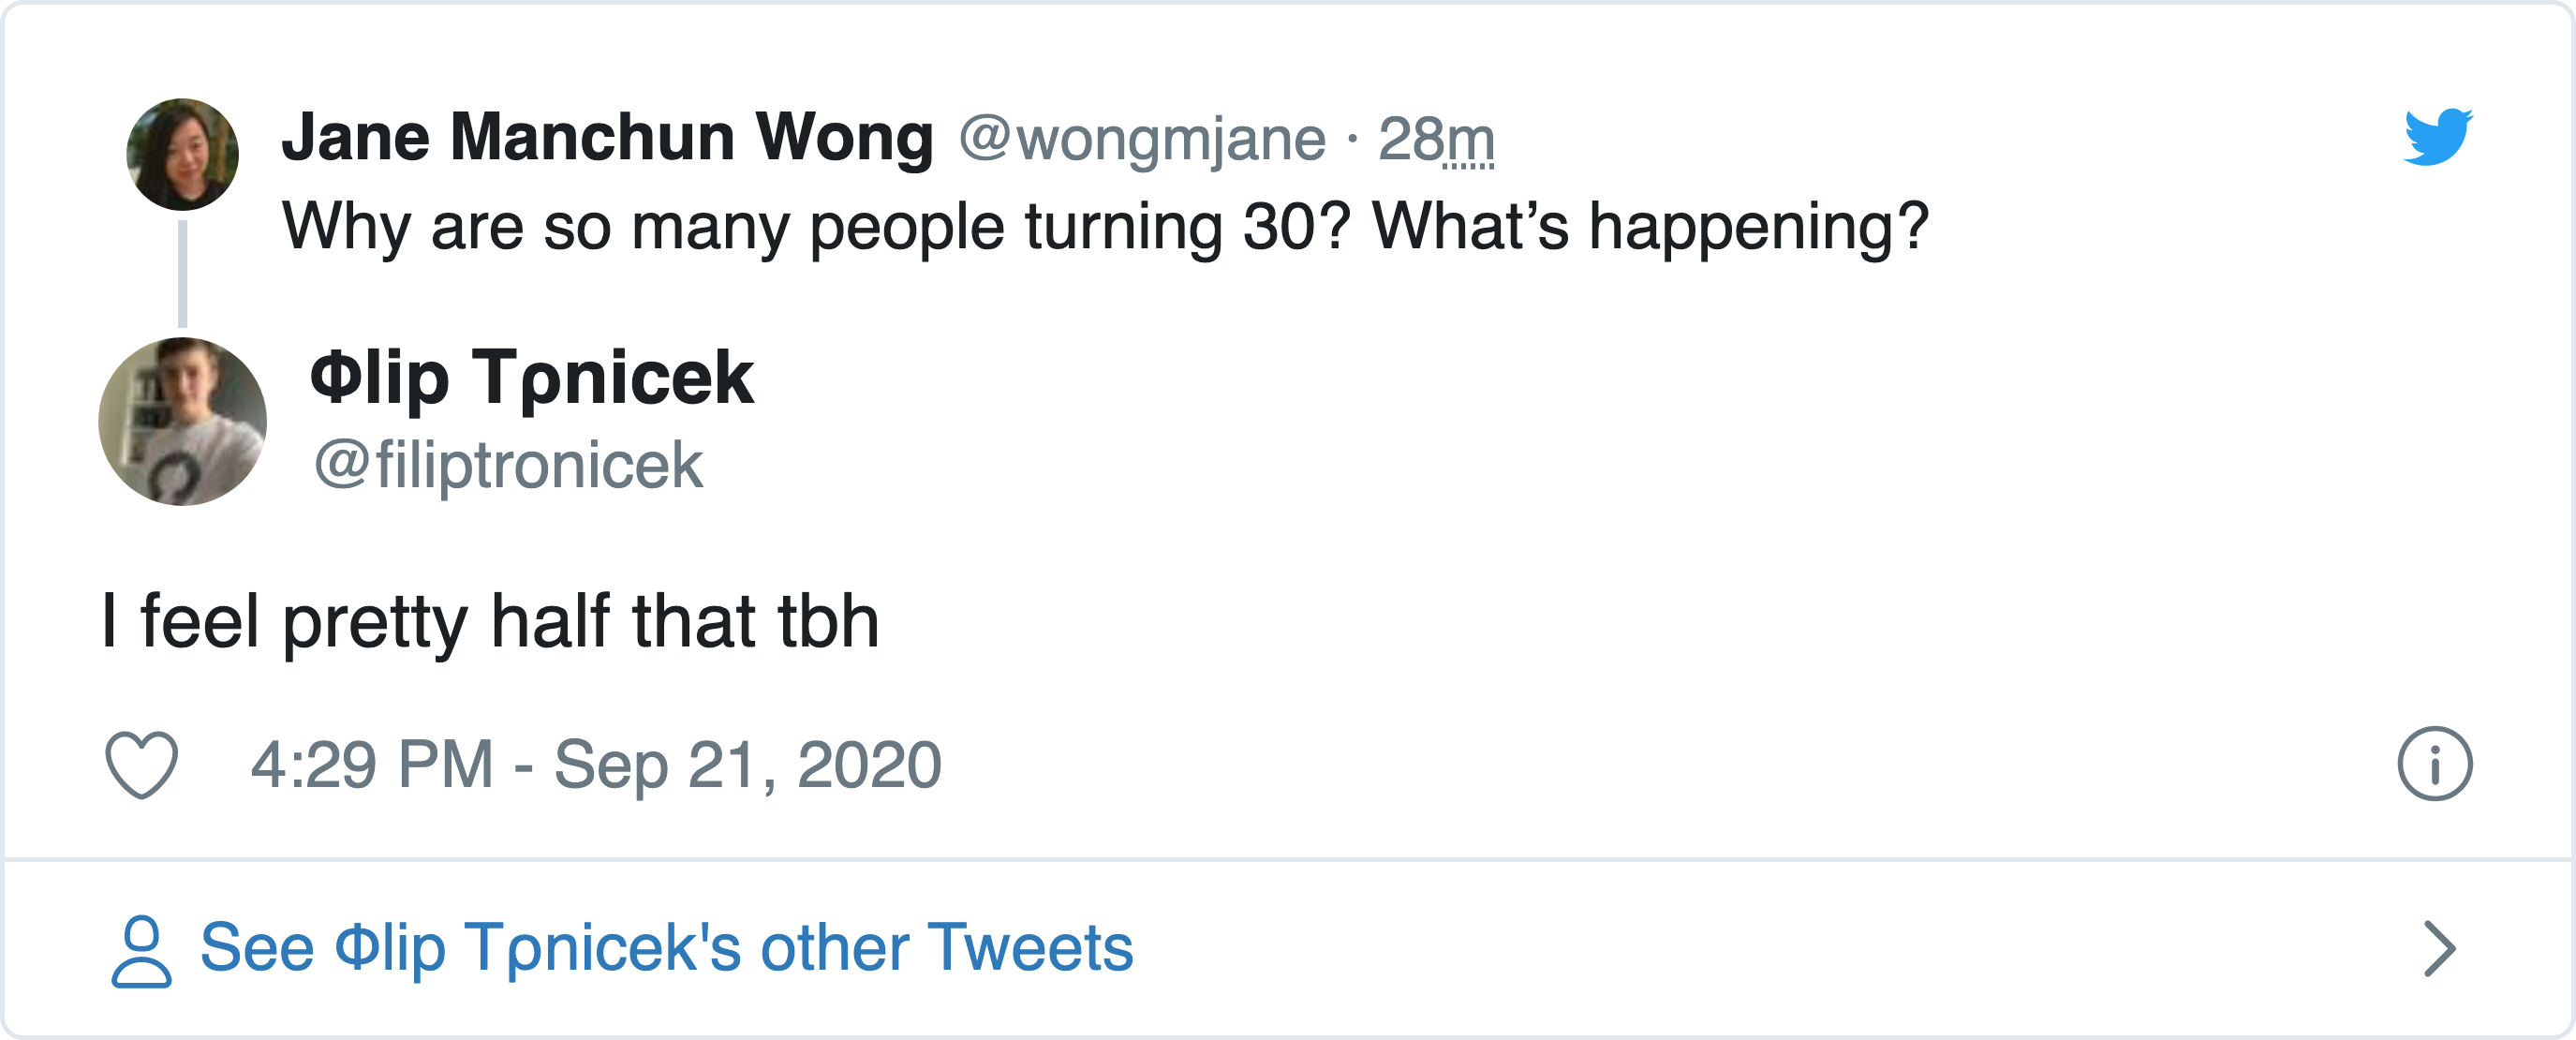 Jane Manchun Wong @wongmjane · 28m
Why are so many people turning 30? What’s happening?
Φlip Tρnicek
@filiptronicek
I feel pretty half that tbh
4:29 PM - Sep 21, 2020
See Φlip Tρnicek's other Tweets